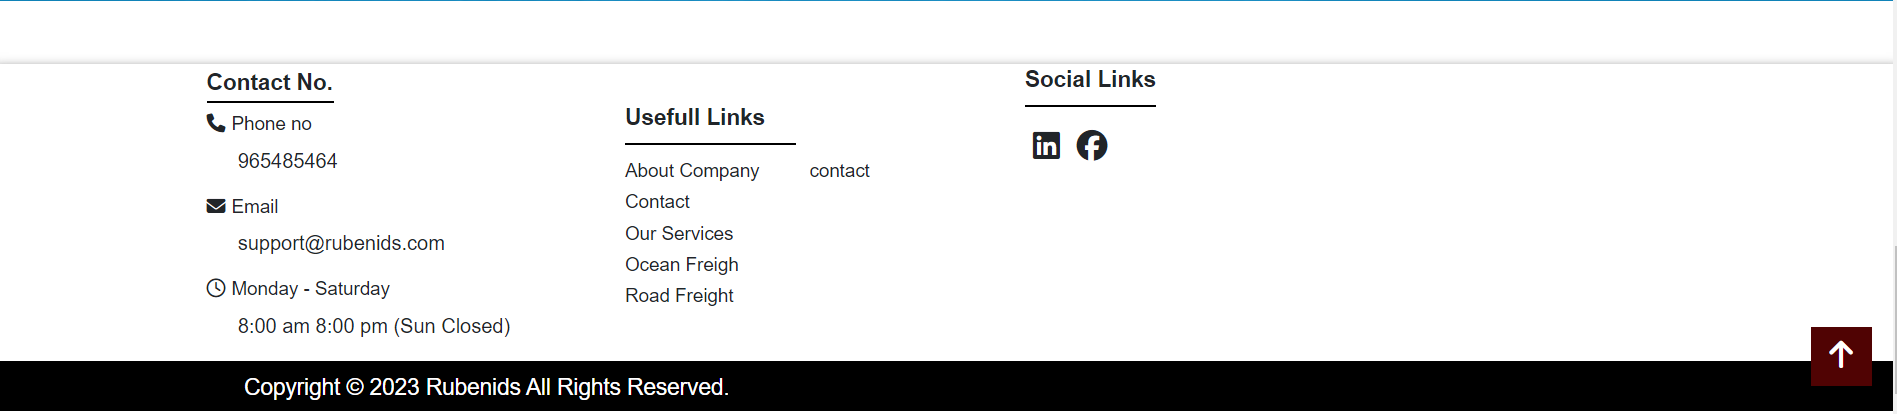 Contact No.
Phone no
965485464
Email
support@rubenids.com
Monday - Saturday
8:00 am 8:00 pm (Sun Closed)
Usefull Links
About Company
Contact
Our Services
Ocean Freigh
Road Freight
contact
Social Links
Copyright © 2023 Rubenids All Rights Reserved.